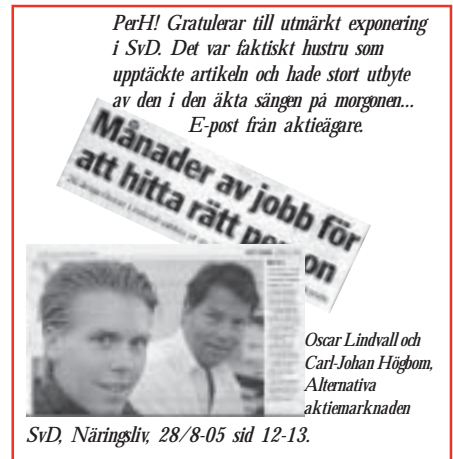 PerH! Gratulerar till utmärkt exponering
i SvD. Det var faktiskt hustru som
upptäckte artikeln och hade stort utbyte
av den i den äkta sängen på morgonen...
E-post från aktieägare.
Månader av jobb för
att hitta rätt person
Oscar Lindvall och
Carl-Johan Högbom,
Alternativa
aktiemarknaden
SvD, Näringsliv, 28/8-05 sid 12-13.